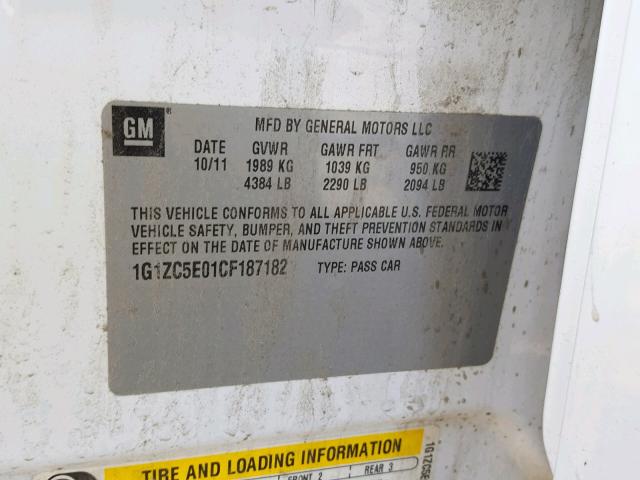 GM
MFD BY GENERAL MOTORS LLC
DATE GVWR GAWR FRT GAWR RR
10/11 1989 KG 1039 KG 950 KG
4384 LB 2290 LB 2094 LB
THIS VEHICLE CONFORMS TO ALL APPLICABLE U.S. FEDERAL MOTOR
VEHICLE SAFETY, BUMPER, AND THEFT PREVENTION STANDARDS IN
EFFECT ON THE DATE OF MANUFACTURE SHOWN ABOVE.
1G1ZC5E01CF187182 TYPE: PASS CAR
TIRE AND LOADING INFORMATION
FRONT 2 REAR 3
1G1ZC5E